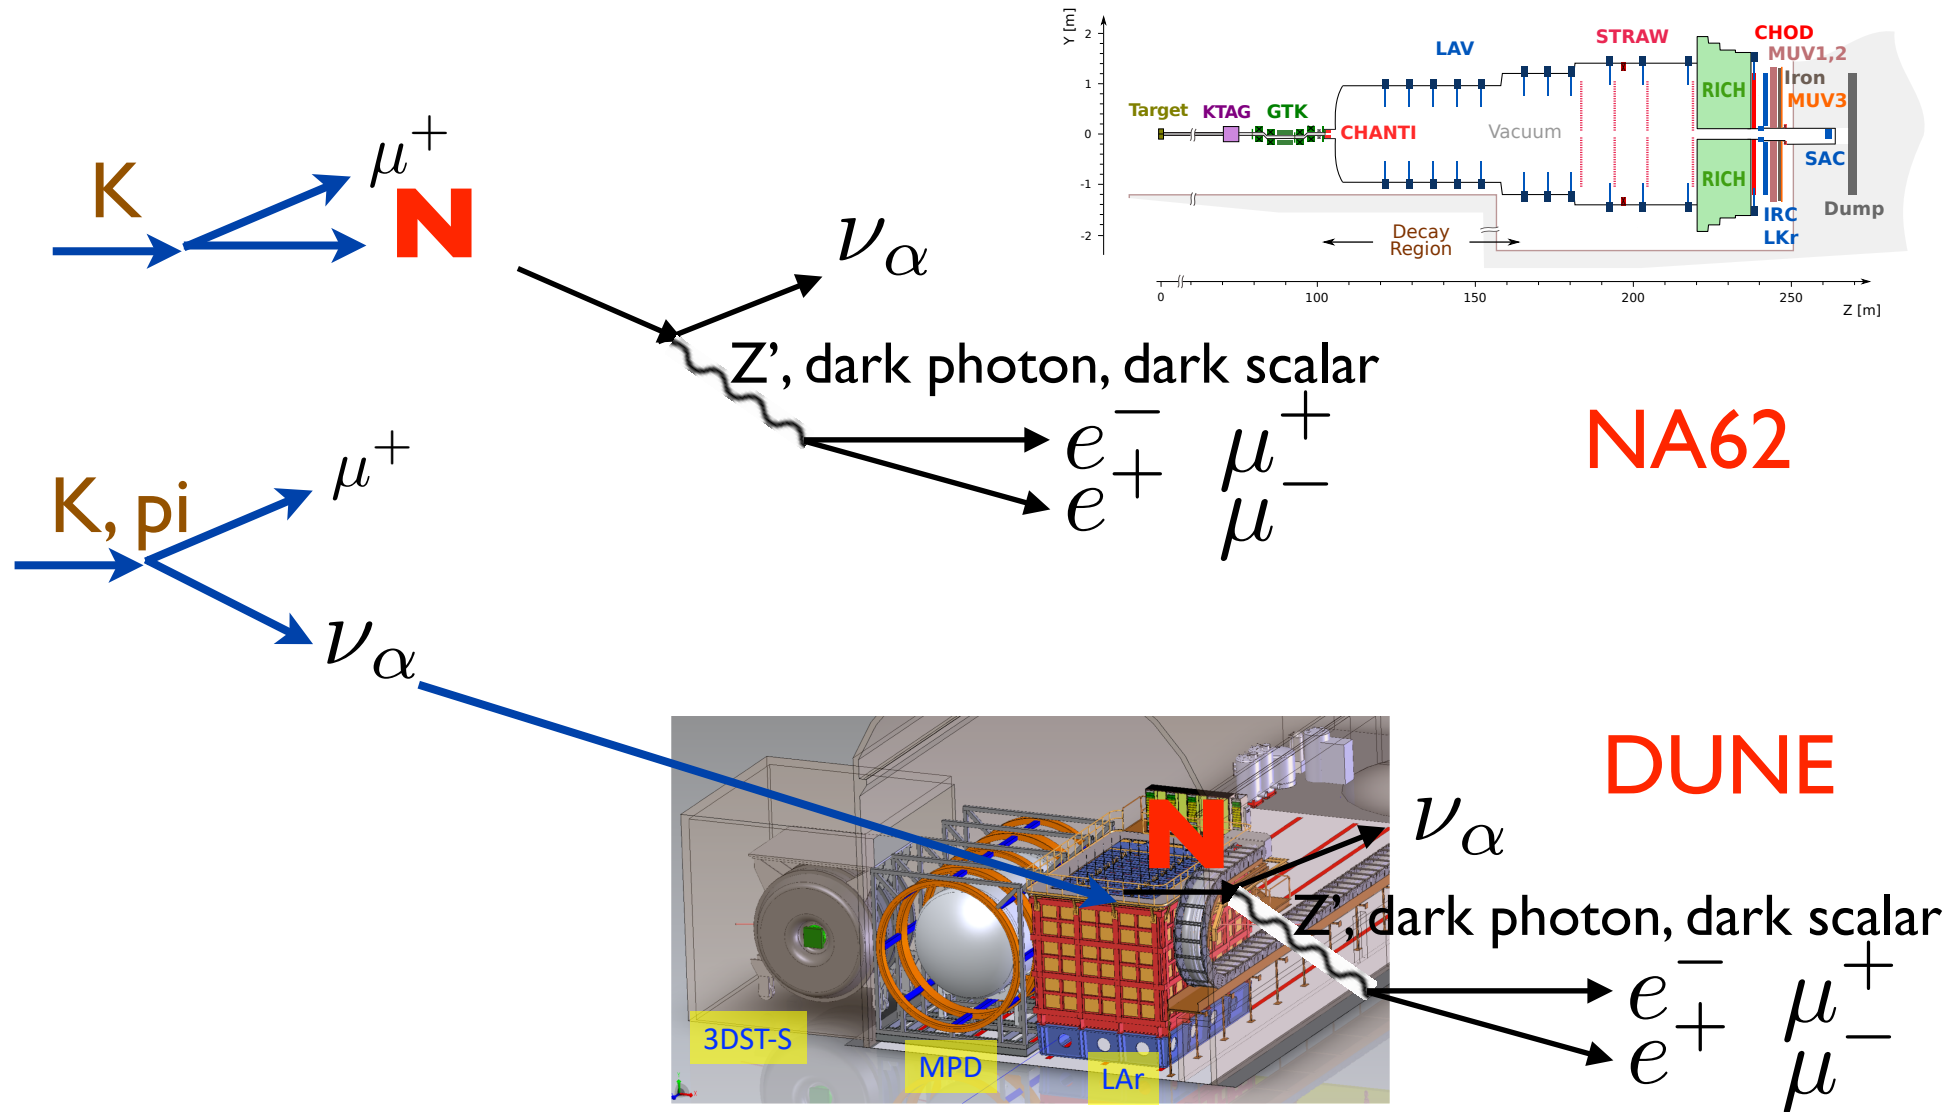 K
μ+
N
να
Z', dark photon, dark scalar
e− μ+
e+ μ−
NA62
Y [m]
2
1
0
-1
-2
Target
KTAG
GTK
CHANTI
LAV
Vacuum
STRAW
RICH
RICH
CHOD
MUV1,2
Iron
MUV3
SAC
IRC
LKr
Dump
Decay
Region
0 100 150 200 250
Z [m]
K, pi
μ+
να
DUNE
N
να
Z', dark photon, dark scalar
e− μ+
e+ μ−
3DST-S
MPD
LAr